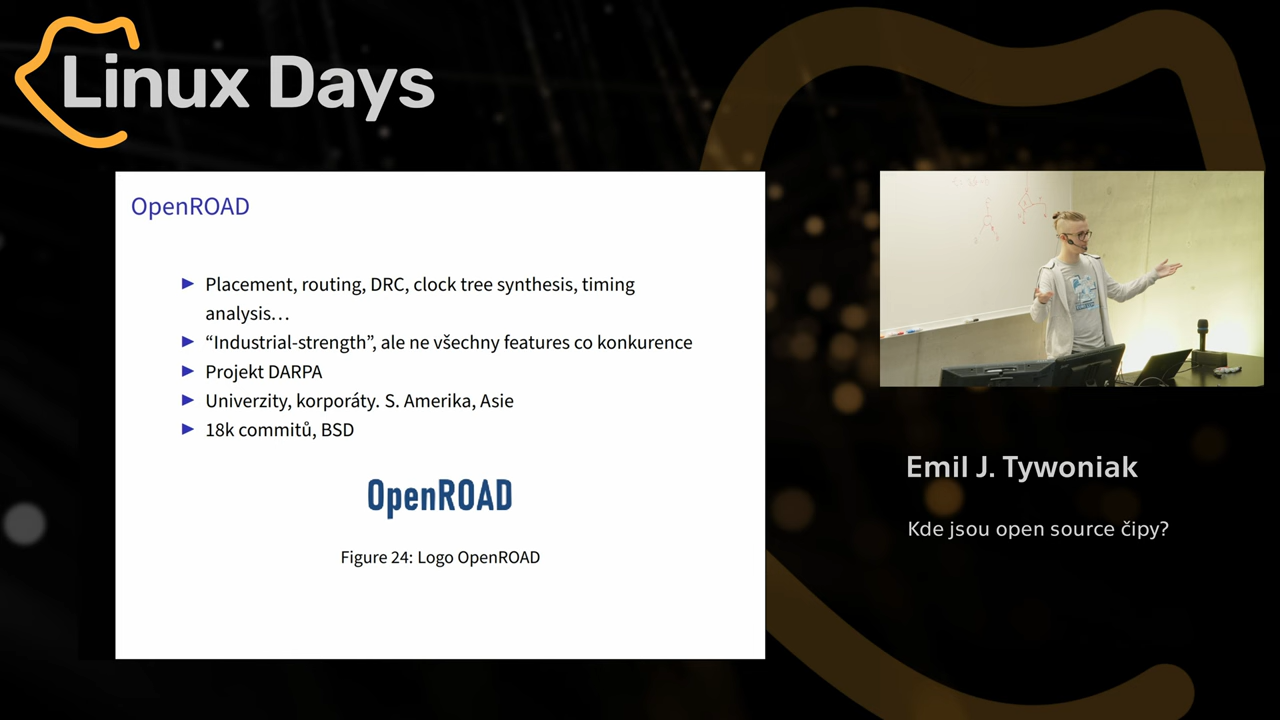 Linux Days
OpenROAD
Placement, routing, DRC, clock tree synthesis, timing
analysis…
“Industrial-strength”, ale ne všechny features co konkurence
Projekt DARPA
Univerzity, korporáty. S. Amerika, Asie
18k commitů, BSD
OpenROAD
Figure 24: Logo OpenROAD
Emil J. Tywoniak
Kde jsou open source čipy?